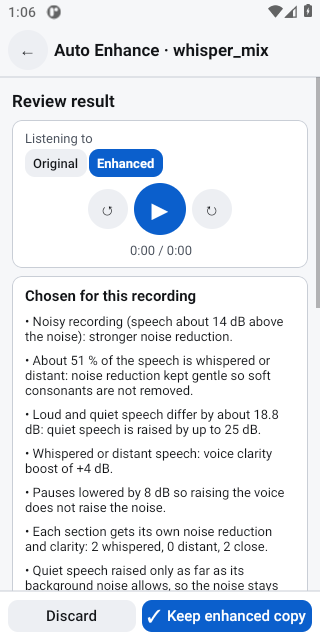 1:06
← Auto Enhance · whisper_mix
Review result
Listening to
Original Enhanced
0:00 / 0:00
Chosen for this recording
• Noisy recording (speech about 14 dB above
the noise): stronger noise reduction.
• About 51 % of the speech is whispered or
distant: noise reduction kept gentle so soft
consonants are not removed.
• Loud and quiet speech differ by about 18.8
dB: quiet speech is raised by up to 25 dB.
• Whispered or distant speech: voice clarity
boost of +4 dB.
• Pauses lowered by 8 dB so raising the voice
does not raise the noise.
• Each section gets its own noise reduction
and clarity: 2 whispered, 0 distant, 2 close.
• Quiet speech raised only as far as its
background noise allows, so the noise stays
Discard ✓ Keep enhanced copy